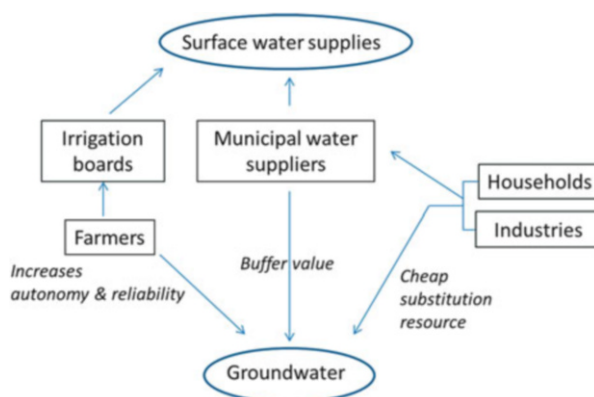 Surface water supplies
Irrigation
boards
Municipal water
suppliers
Households
Industries
Farmers
Increases
autonomy & reliability
Buffer value
Cheap
substitution
resource
Groundwater